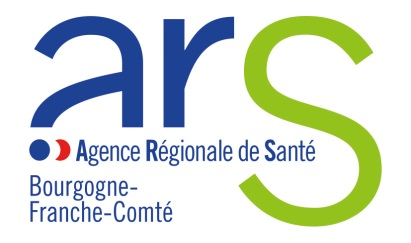 ars
Agence Régionale de Santé
Bourgogne-
Franche-Comté